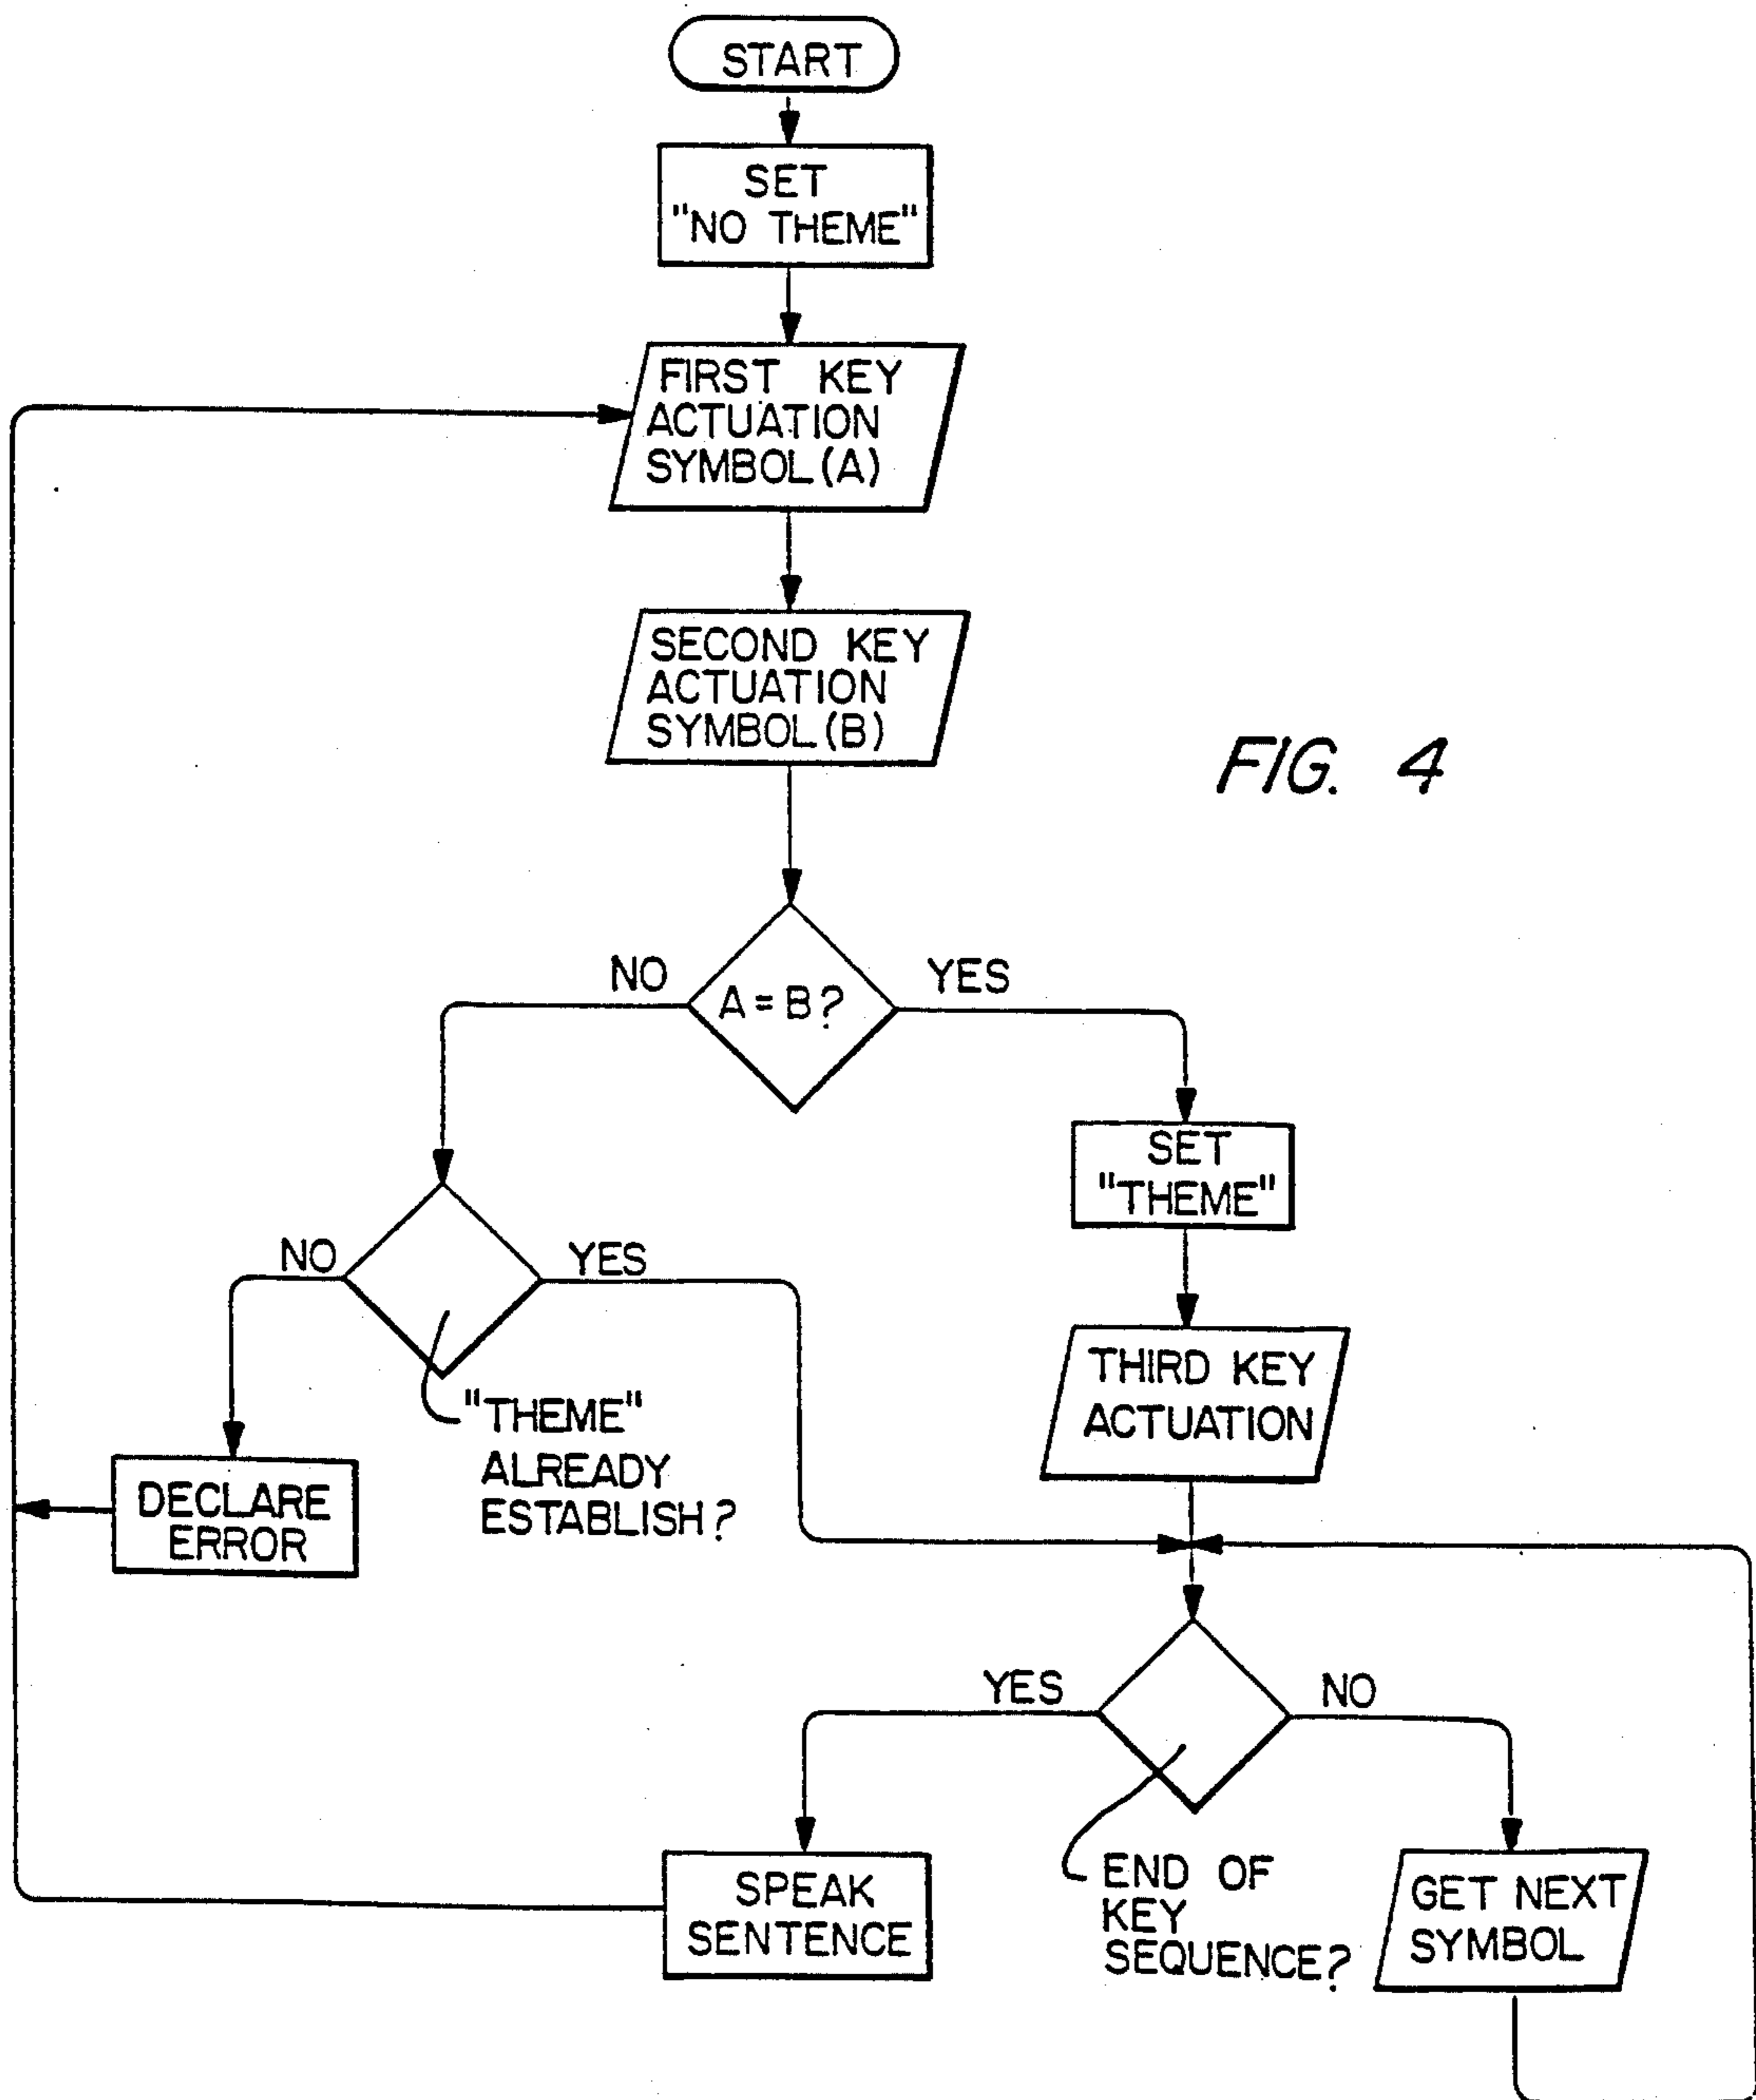 START
SET
"NO THEME"
FIRST KEY
ACTUATION
SYMBOL(A)
SECOND KEY
ACTUATION
SYMBOL(B)
FIG. 4
NO
YES
A=B?
SET
"THEME"
NO
YES
THIRD KEY
ACTUATION
"THEME"
ALREADY
ESTABLISH?
DECLARE
ERROR
YES
NO
SPEAK
SENTENCE
END OF
KEY
SEQUENCE?
GET NEXT
SYMBOL